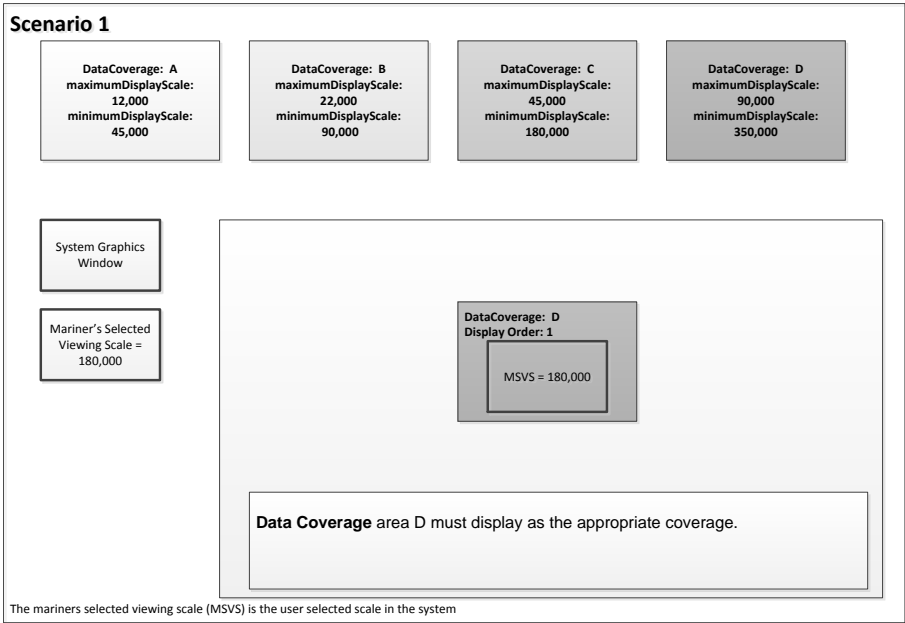 Scenario 1
DataCoverage: A
maximumDisplayScale:
12,000
minimumDisplayScale:
45,000
DataCoverage: B
maximumDisplayScale:
22,000
minimumDisplayScale:
90,000
DataCoverage: C
maximumDisplayScale:
45,000
minimumDisplayScale:
180,000
DataCoverage: D
maximumDisplayScale:
90,000
minimumDisplayScale:
350,000
System Graphics
Window
Mariner's Selected
Viewing Scale =
180,000
DataCoverage: D
Display Order: 1
MSVS = 180,000
Data Coverage area D must display as the appropriate coverage.
The mariners selected viewing scale (MSVS) is the user selected scale in the system